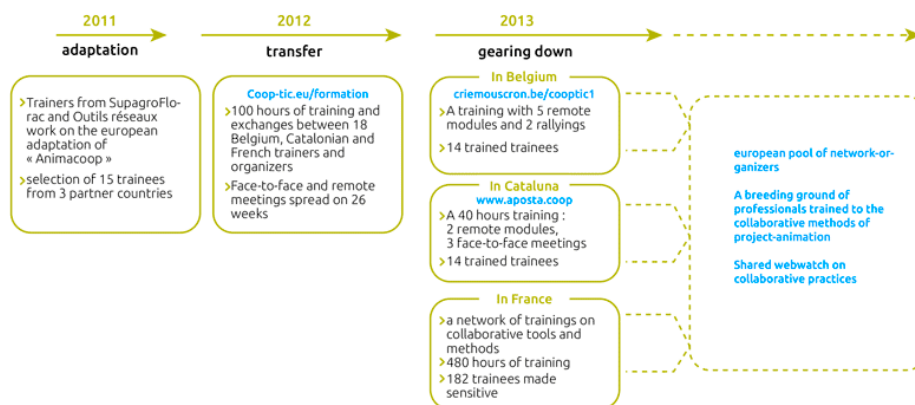 2011
adaptation
Trainers from SupagroFlo-
rac and Outils réseaux
work on the european
adaptation of
« Animacoop »
selection of 15 trainees
from 3 partner countries
2012
transfer
Coop-tic.eu/formation
100 hours of training and
exchanges between 18
Belgium, Catalonian and
French trainers and
organizers
Face-to-face and remote
meetings spread on 26
weeks
2013
gearing down
In Belgium
criemouscron.be/cooptic1
A training with 5 remote
modules and 2 rallyings
14 trained trainees
In Cataluna
www.aposta.coop
A 40 hours training :
2 remote modules,
3 face-to-face meetings
14 trained trainees
In France
a network of trainings on
collaborative tools and
methods
480 hours of training
182 trainees made
sensitive
european pool of network-or-
ganizers
A breeding ground of
professionals trained to the
collaborative methods of
project-animation
Shared webwatch on
collaborative practices